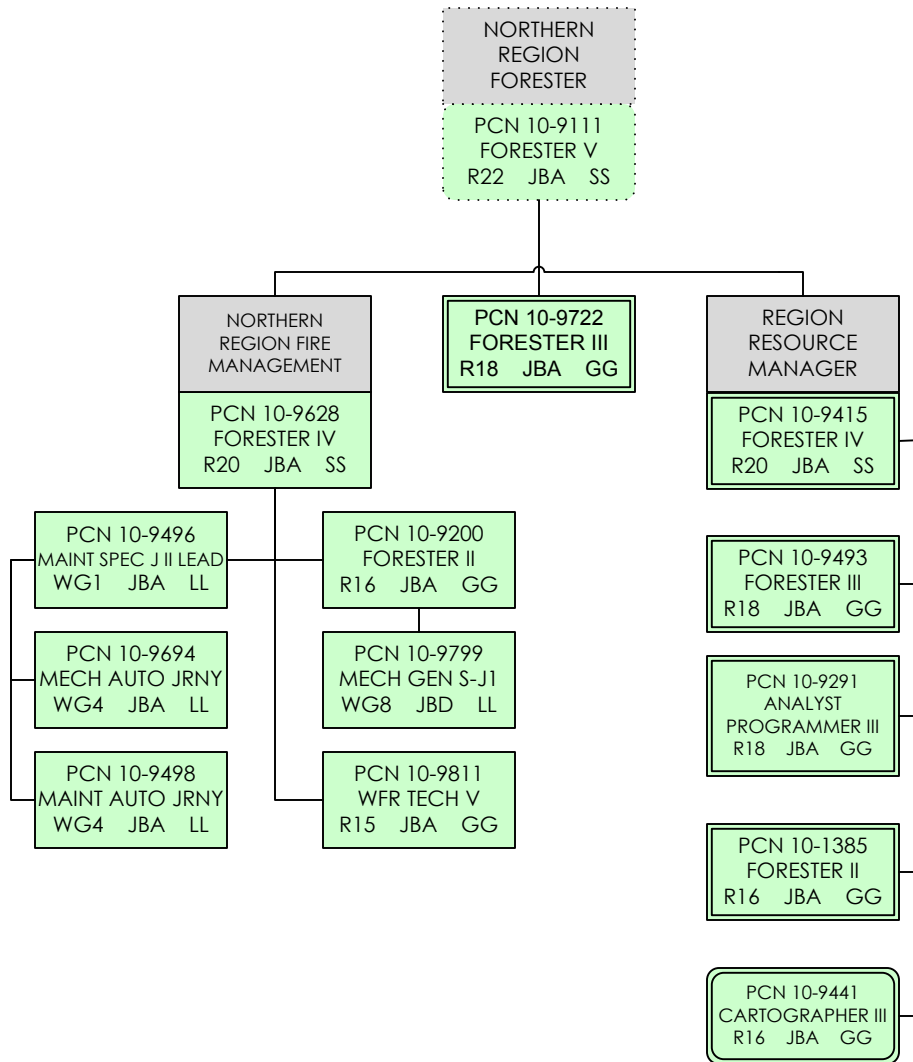 NORTHERN
REGION
FORESTER
PCN 10-9111
FORESTER V
R22 JBA SS
NORTHERN
REGION FIRE
MANAGEMENT
PCN 10-9628
FORESTER IV
R20 JBA SS
PCN 10-9722
FORESTER III
R18 JBA GG
REGION
RESOURCE
MANAGER
PCN 10-9415
FORESTER IV
R20 JBA SS
PCN 10-9496
MAINT SPEC J II LEAD
WG1 JBA LL
PCN 10-9200
FORESTER II
R16 JBA GG
PCN 10-9493
FORESTER III
R18 JBA GG
PCN 10-9694
MECH AUTO JRNY
WG4 JBA LL
PCN 10-9799
MECH GEN S-J1
WG8 JBD LL
PCN 10-9291
ANALYST
PROGRAMMER III
R18 JBA GG
PCN 10-9498
MAINT AUTO JRNY
WG4 JBA LL
PCN 10-9811
WFR TECH V
R15 JBA GG
PCN 10-1385
FORESTER II
R16 JBA GG
PCN 10-9441
CARTOGRAPHER III
R16 JBA GG